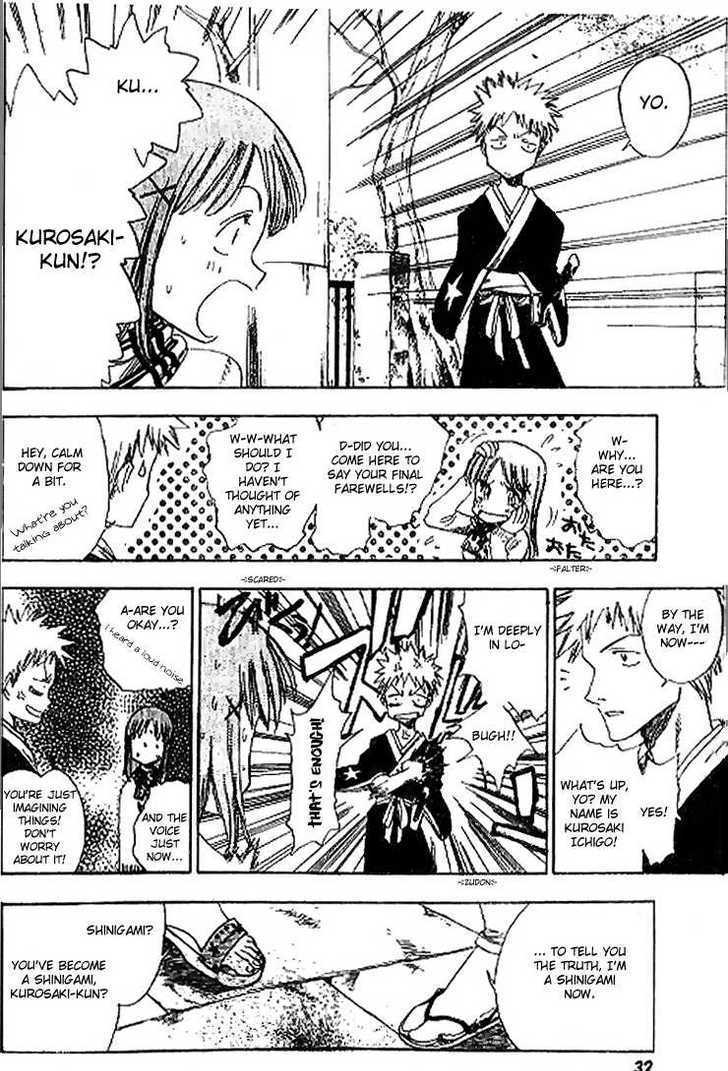 YO.
KU...
KUROSAKI-
KUN!?
W-
WHY...
ARE YOU
HERE...?
おた
おた
-:FALTER:-
D-DID YOU...
COME HERE TO
SAY YOUR FINAL
FAREWELLS!?
W-W-WHAT
SHOULD I
DO? I
HAVEN'T
THOUGHT OF
ANYTHING
YET...
-:SCARED:-
HEY, CALM
DOWN FOR
A BIT.
What're you
talking about?
BY THE
WAY, I'M
NOW---
YES!
WHAT'S UP,
YO? MY
NAME IS
KUROSAKI
ICHIGO!
I'M DEEPLY
IN LO-
BUGH!!
THAT'S ENOUGH!
-:ZUDON:-
A-ARE YOU
OKAY...?
I heard a loud noise
AND THE
VOICE
JUST
NOW...
YOU'RE JUST
IMAGINING
THINGS!
DON'T
WORRY
ABOUT IT!
... TO TELL YOU
THE TRUTH, I'M
A SHINIGAMI
NOW.
SHINIGAMI?
YOU'VE BECOME
A SHINIGAMI,
KUROSAKI-KUN?
32